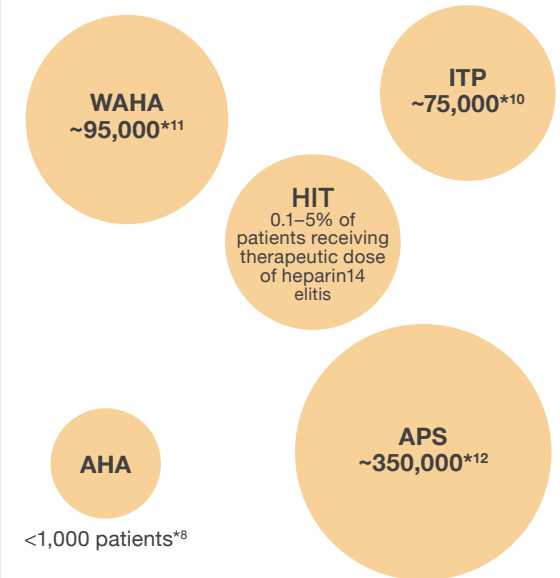 WAHA
~95,000*11
ITP
~75,000*10
HIT
0.1–5% of
patients receiving
therapeutic dose
of heparin14
elitis
APS
~350,000*12
AHA
<1,000 patients*8